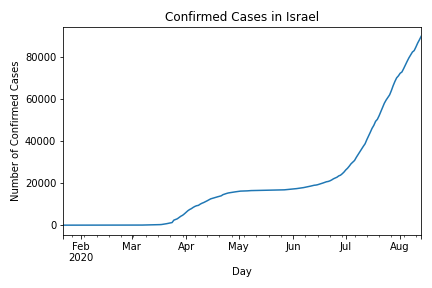 Confirmed Cases in Israel
Number of Confirmed Cases
80000
60000
40000
20000
0
Feb Mar Apr May Jun Jul Aug
2020
Day